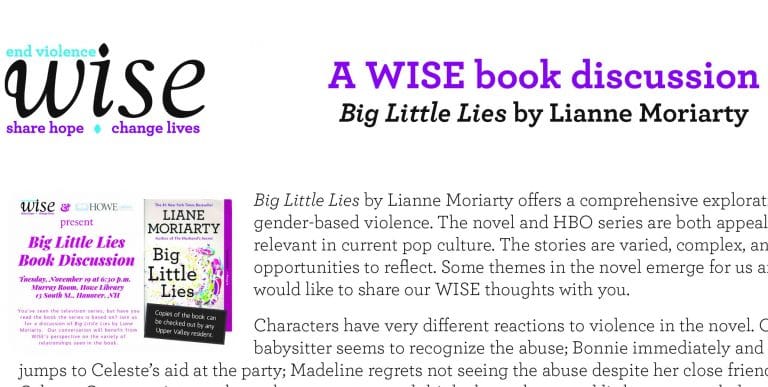 end violence
wise
share hope change lives
A WISE book discussion
Big Little Lies by Lianne Moriarty
wise & HOWE
present
Big Little Lies
Book Discussion
Tuesday, November 19 at 6:30 p.m.
Murray Room, Howe Library
13 South St., Hanover, NH
You've seen the television series, but have you
read the book the series is based on? Join us
for a discussion of Big Little Lies by Liane
Moriarty. Our conversation will benefit from
WISE's perspective on the variety of
relationships seen in the book.
The #1 New York Times Bestseller
LIANE
MORIARTY
Author of The Husband's Secret
Big
Little
Lies
Copies of the book can
be checked out by any
Upper Valley resident.
Big Little Lies by Lianne Moriarty offers a comprehensive explorat
gender-based violence. The novel and HBO series are both appeal
relevant in current pop culture. The stories are varied, complex, an
opportunities to reflect. Some themes in the novel emerge for us a
would like to share our WISE thoughts with you.
Characters have very different reactions to violence in the novel. C
babysitter seems to recognize the abuse; Bonnie immediately and
jumps to Celeste's aid at the party; Madeline regrets not seeing the abuse despite her close frien